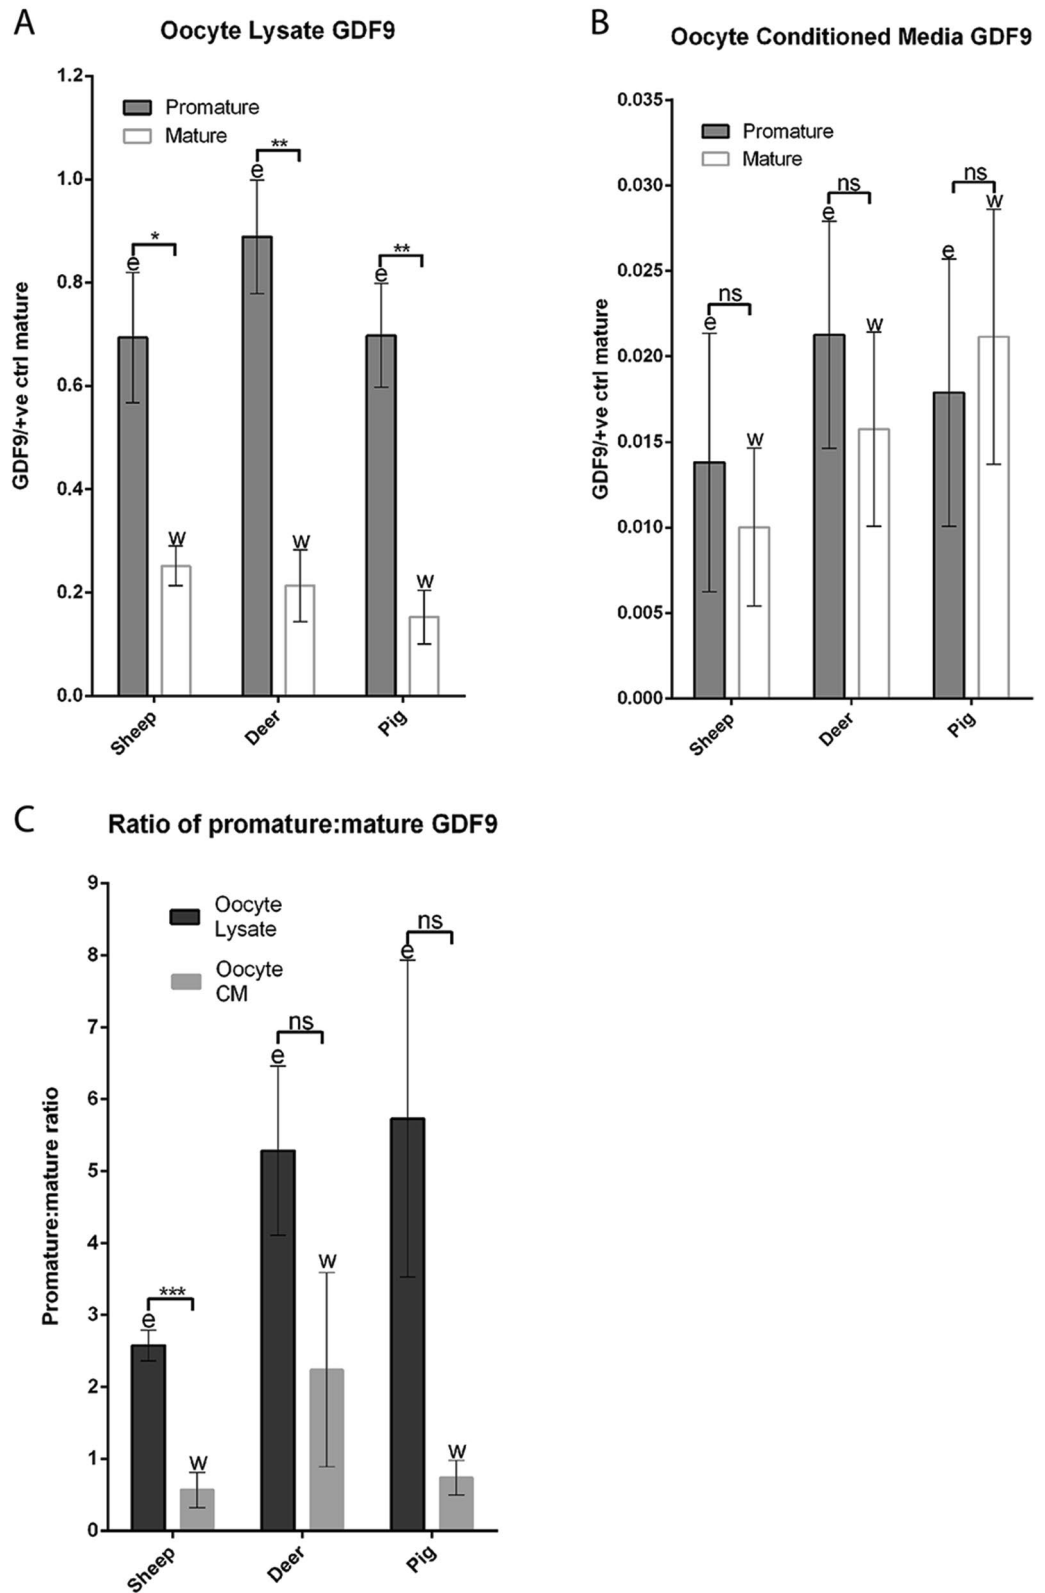 A
Oocyte Lysate GDF9
GDF9/+ve ctrl mature
1.2
1.0
0.8
0.6
0.4
0.2
0.0
Promature
Mature
*
**
**
e
e
e
w
w
w
Sheep
Deer
Pig
B
Oocyte Conditioned Media GDF9
GDF9/+ve ctrl mature
0.035
0.030
0.025
0.020
0.015
0.010
0.005
0.000
Promature
Mature
ns
ns
ns
e
w
e
w
e
w
Sheep
Deer
Pig
C
Ratio of promature:mature GDF9
Promature:mature ratio
9
8
7
6
5
4
3
2
1
0
Oocyte
Lysate
Oocyte
CM
***
ns
ns
e
w
e
w
e
w
Sheep
Deer
Pig